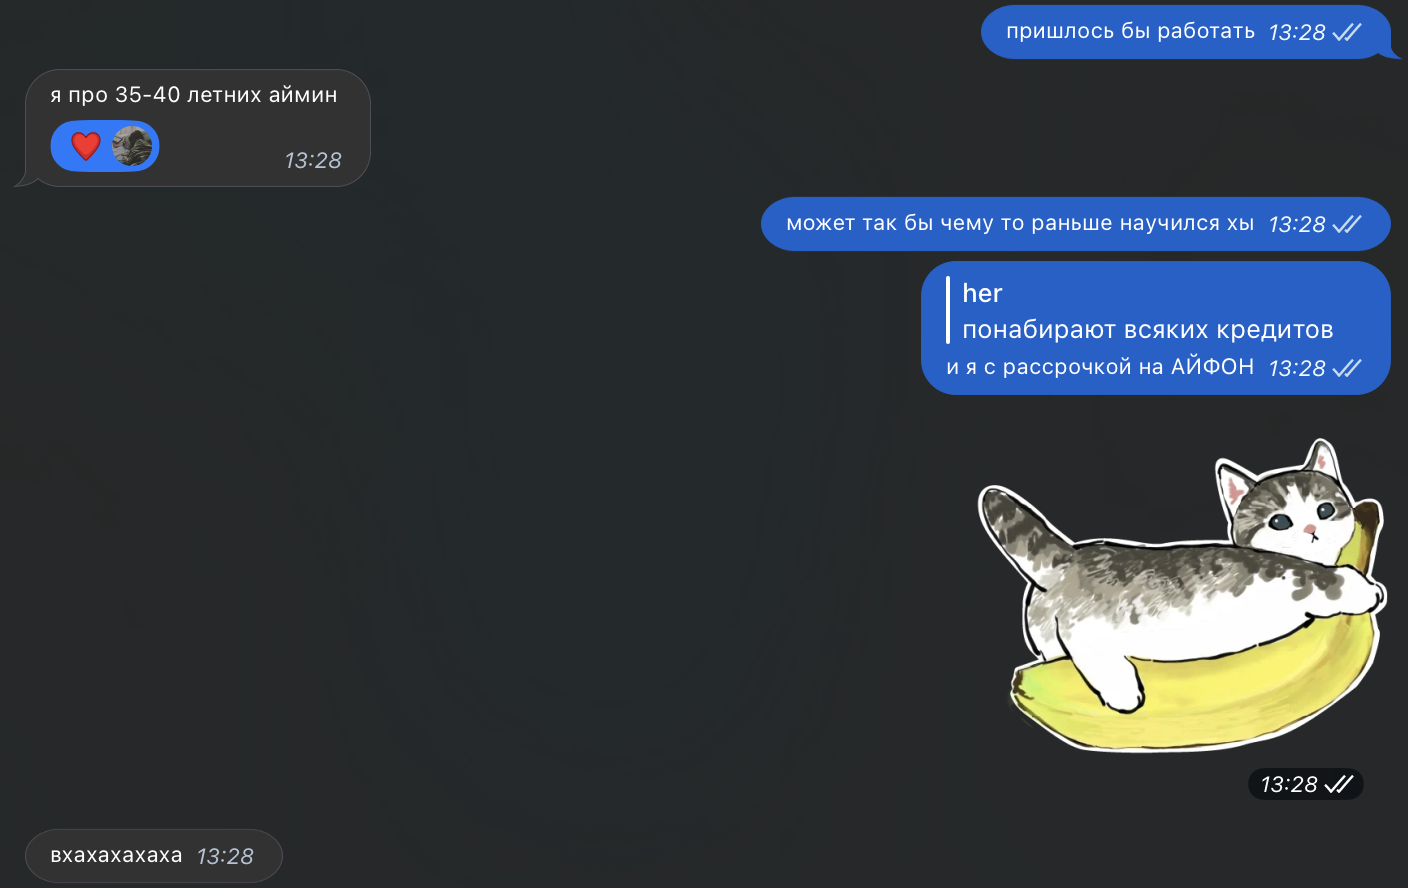 пришлось бы работать 13:28
я про 35-40 летних аймин
13:28
может так бы чему то раньше научился хы 13:28
her
понабирают всяких кредитов
и я с рассрочкой на АЙФОН 13:28
13:28
вхахахахаха 13:28